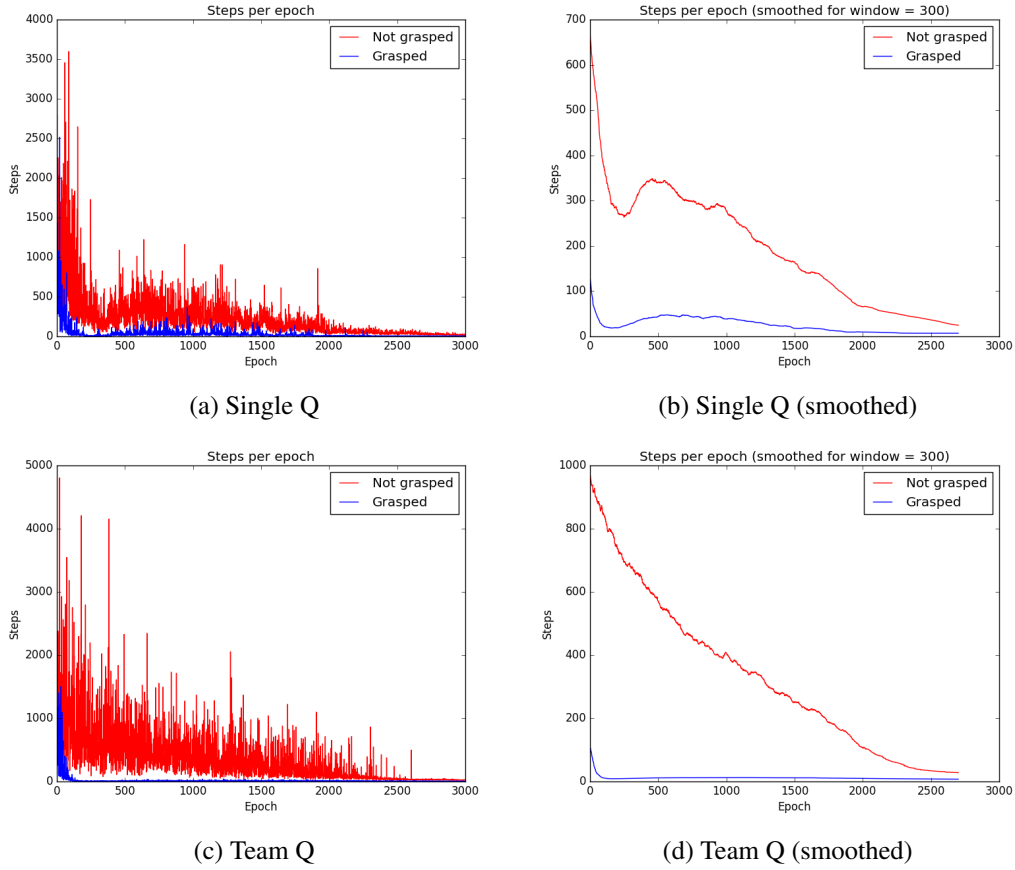 Steps per epoch
4000
3500
3000
2500
2000
1500
1000
500
0
Steps
Not grasped
Grasped
0 500 1000 1500 2000 2500 3000
Epoch
(a) Single Q
Steps per epoch (smoothed for window = 300)
700
600
500
400
300
200
100
0
Steps
Not grasped
Grasped
0 500 1000 1500 2000 2500 3000
Epoch
(b) Single Q (smoothed)
Steps per epoch
5000
4000
3000
2000
1000
0
Steps
Not grasped
Grasped
0 500 1000 1500 2000 2500 3000
Epoch
(c) Team Q
Steps per epoch (smoothed for window = 300)
1000
800
600
400
200
0
Steps
Not grasped
Grasped
0 500 1000 1500 2000 2500 3000
Epoch
(d) Team Q (smoothed)